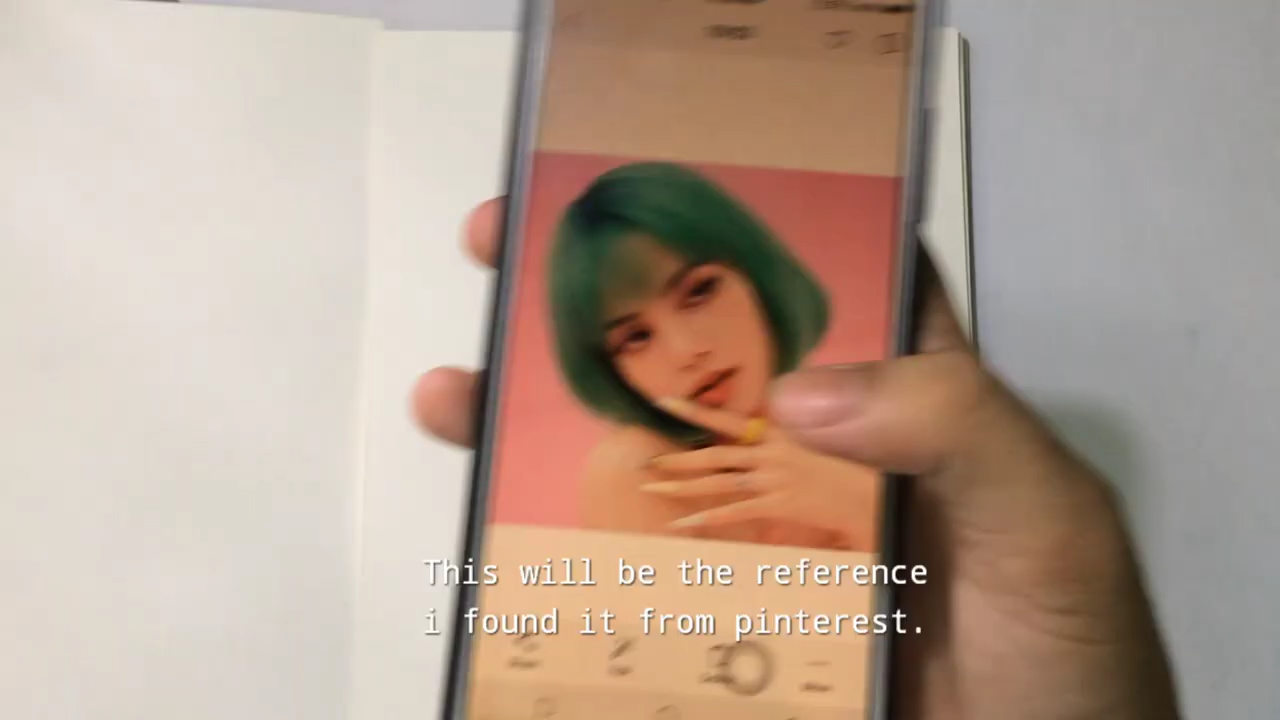 This will be the reference
i found it from pinterest.